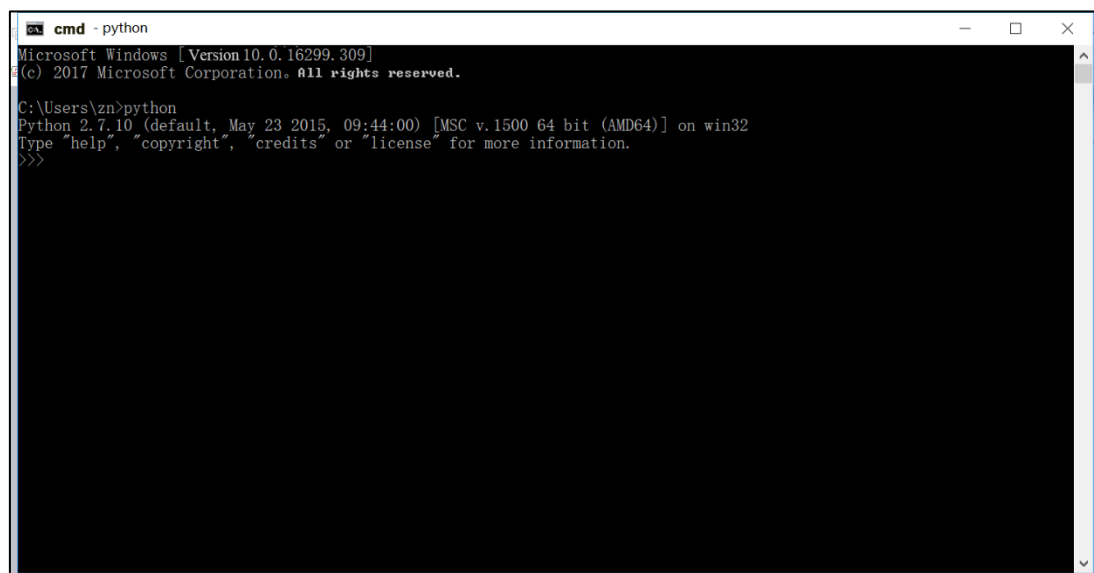 cmd - python
Microsoft Windows [Version 10.0.16299.309]
(c) 2017 Microsoft Corporation。All rights reserved.
C:\Users\zn>python
Python 2.7.10 (default, May 23 2015, 09:44:00) [MSC v.1500 64 bit (AMD64)] on win32
Type "help", "copyright", "credits" or "license" for more information.
>>>